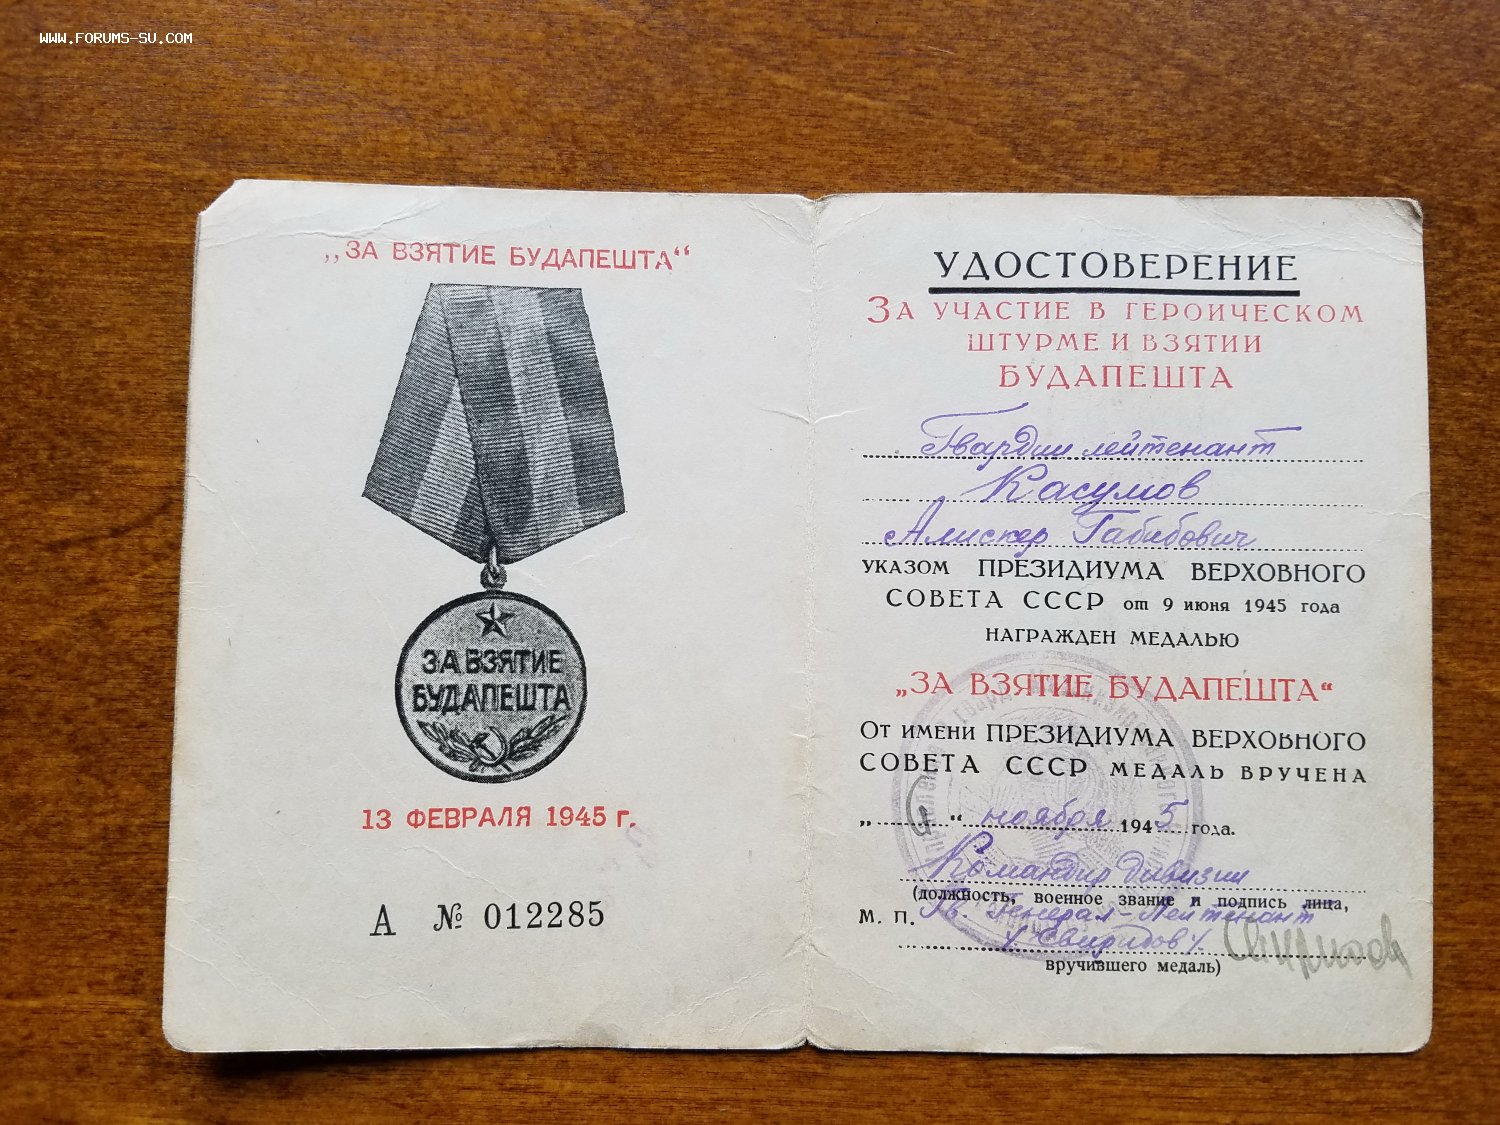 WWW.FORUMS-SU.COM
„ЗА ВЗЯТИЕ БУДАПЕШТА“
ЗА ВЗЯТИЕ
БУДАПЕШТА
13 ФЕВРАЛЯ 1945 г.
А № 012285
УДОСТОВЕРЕНИЕ
ЗА УЧАСТИЕ В ГЕРОИЧЕСКОМ
ШТУРМЕ И ВЗЯТИИ
БУДАПЕШТА
Гвардии лейтенант
Касумов
Алискер Габибович
УКАЗОМ ПРЕЗИДИУМА ВЕРХОВНОГО
СОВЕТА СССР от 9 июня 1945 года
НАГРАЖДЕН МЕДАЛЬЮ
„ЗА ВЗЯТИЕ БУДАПЕШТА“
От имени ПРЕЗИДИУМА ВЕРХОВНОГО
СОВЕТА СССР МЕДАЛЬ ВРУЧЕНА
„ “ ноября 1945 года.
Командир дивизии
(должность, военное звание и подпись лица,
М. П. Гв. Генерал-Лейтенант
/Свиридов/.
вручившего медаль)